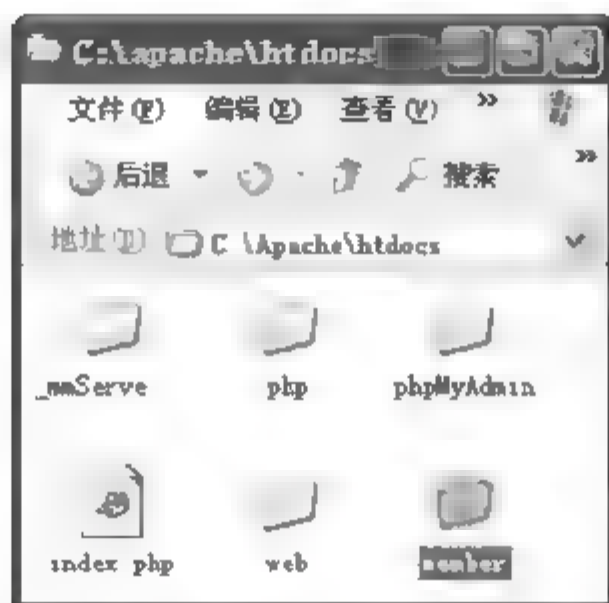 C:\apache\htdocs
文件(F) 编辑(E) 查看(V) »
后退 搜索 »
地址(D) C:\Apache\htdocs
_mmServe php phpMyAdmin
index.php web member